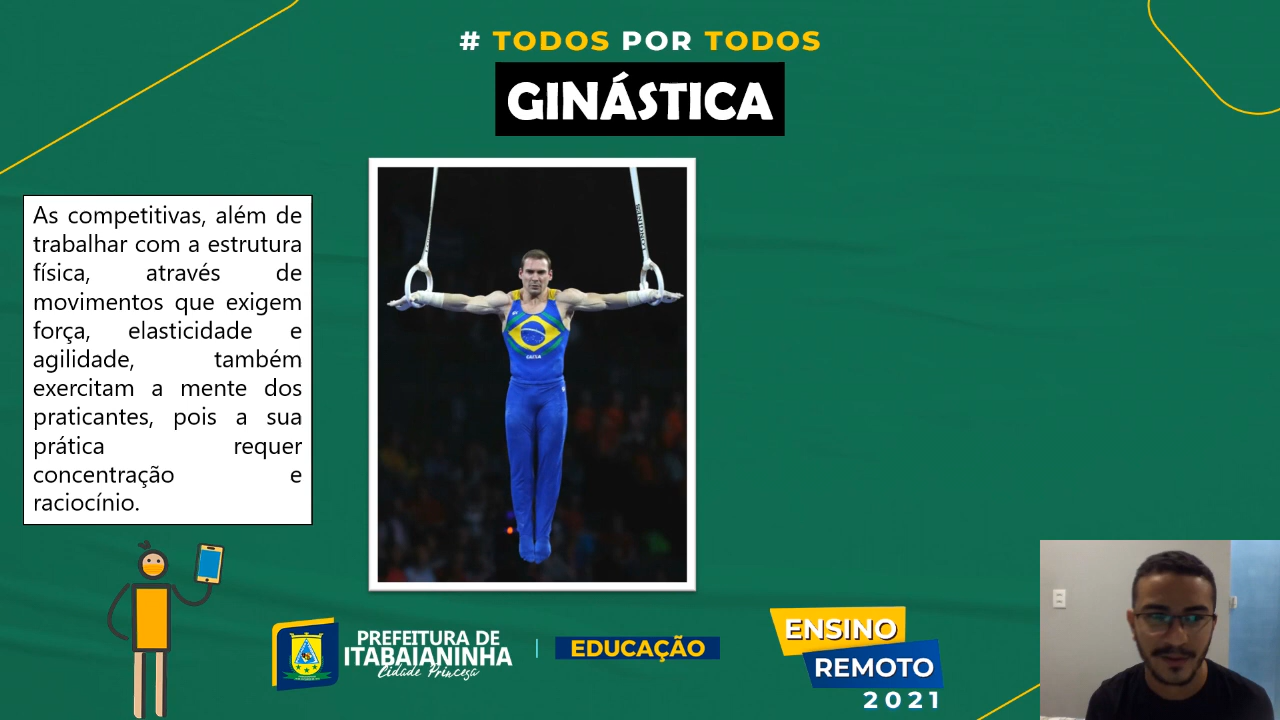 # TODOS POR TODOS
GINÁSTICA
As competitivas, além de
trabalhar com a estrutura
física, através de
movimentos que exigem
força, elasticidade e
agilidade, também
exercitam a mente dos
praticantes, pois a sua
prática requer
concentração e
raciocínio.
CAIXA
PREFEITURA DE
ITABAIANINHA
Cidade Princesa
EDUCAÇÃO
ENSINO
REMOTO
2021